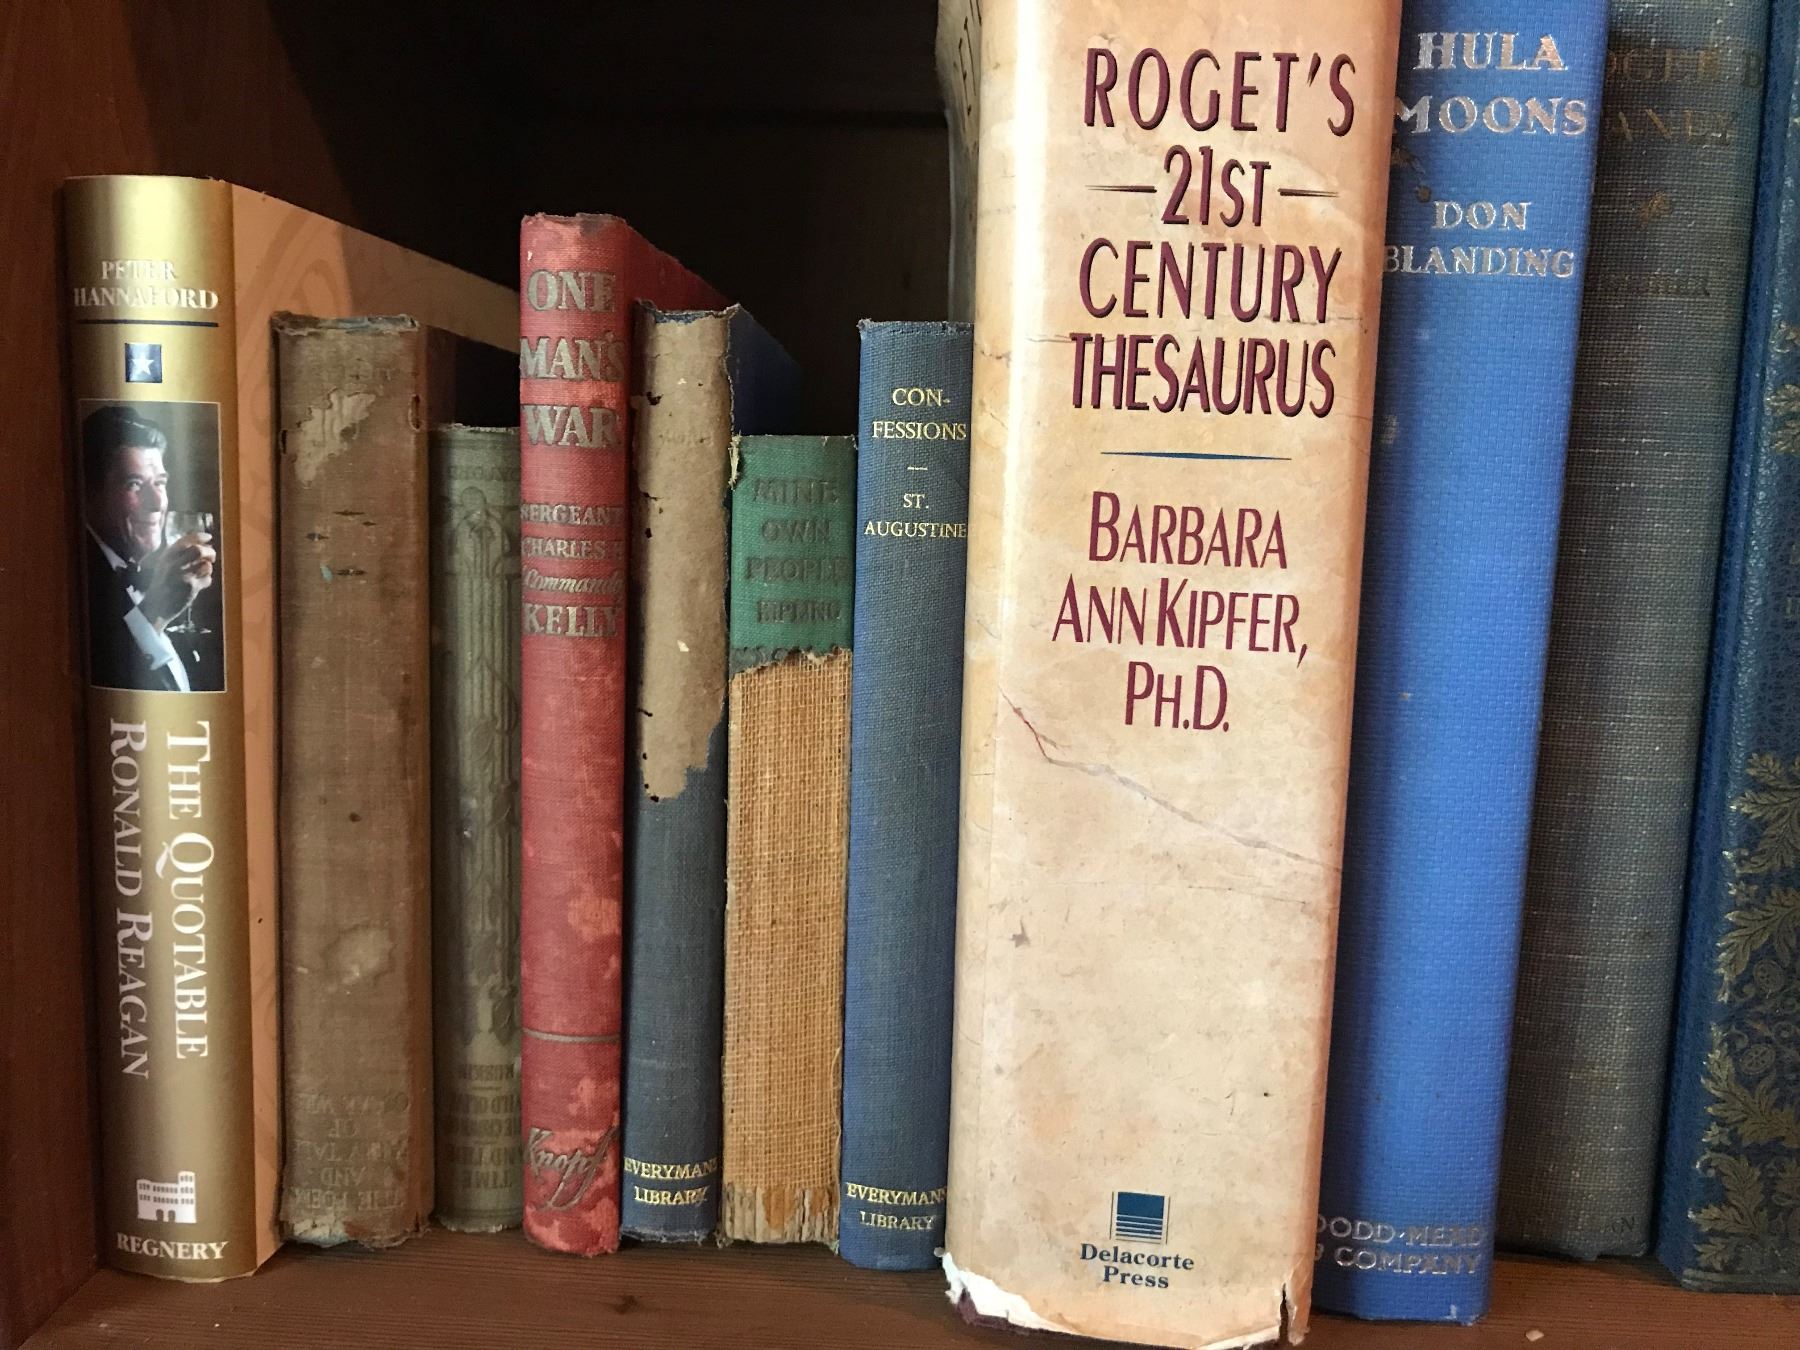 PETER
HANNAFORD
THE QUOTABLE
RONALD REAGAN
REGNERY
ONE
MAN'S
WAR
SERGEANT
CHARLES E
Commando
KELLY
Knopf
EVERYMAN'S
LIBRARY
MINE
OWN
PEOPLE
KIPLING
CON-
FESSIONS
ST.
AUGUSTINE
EVERYMAN'S
LIBRARY
ROGET'S
21ST
CENTURY
THESAURUS
BARBARA
ANN KIPFER,
PH.D.
Delacorte
Press
HULA
MOONS
DON
BLANDING
DODD·MEAD
& COMPANY